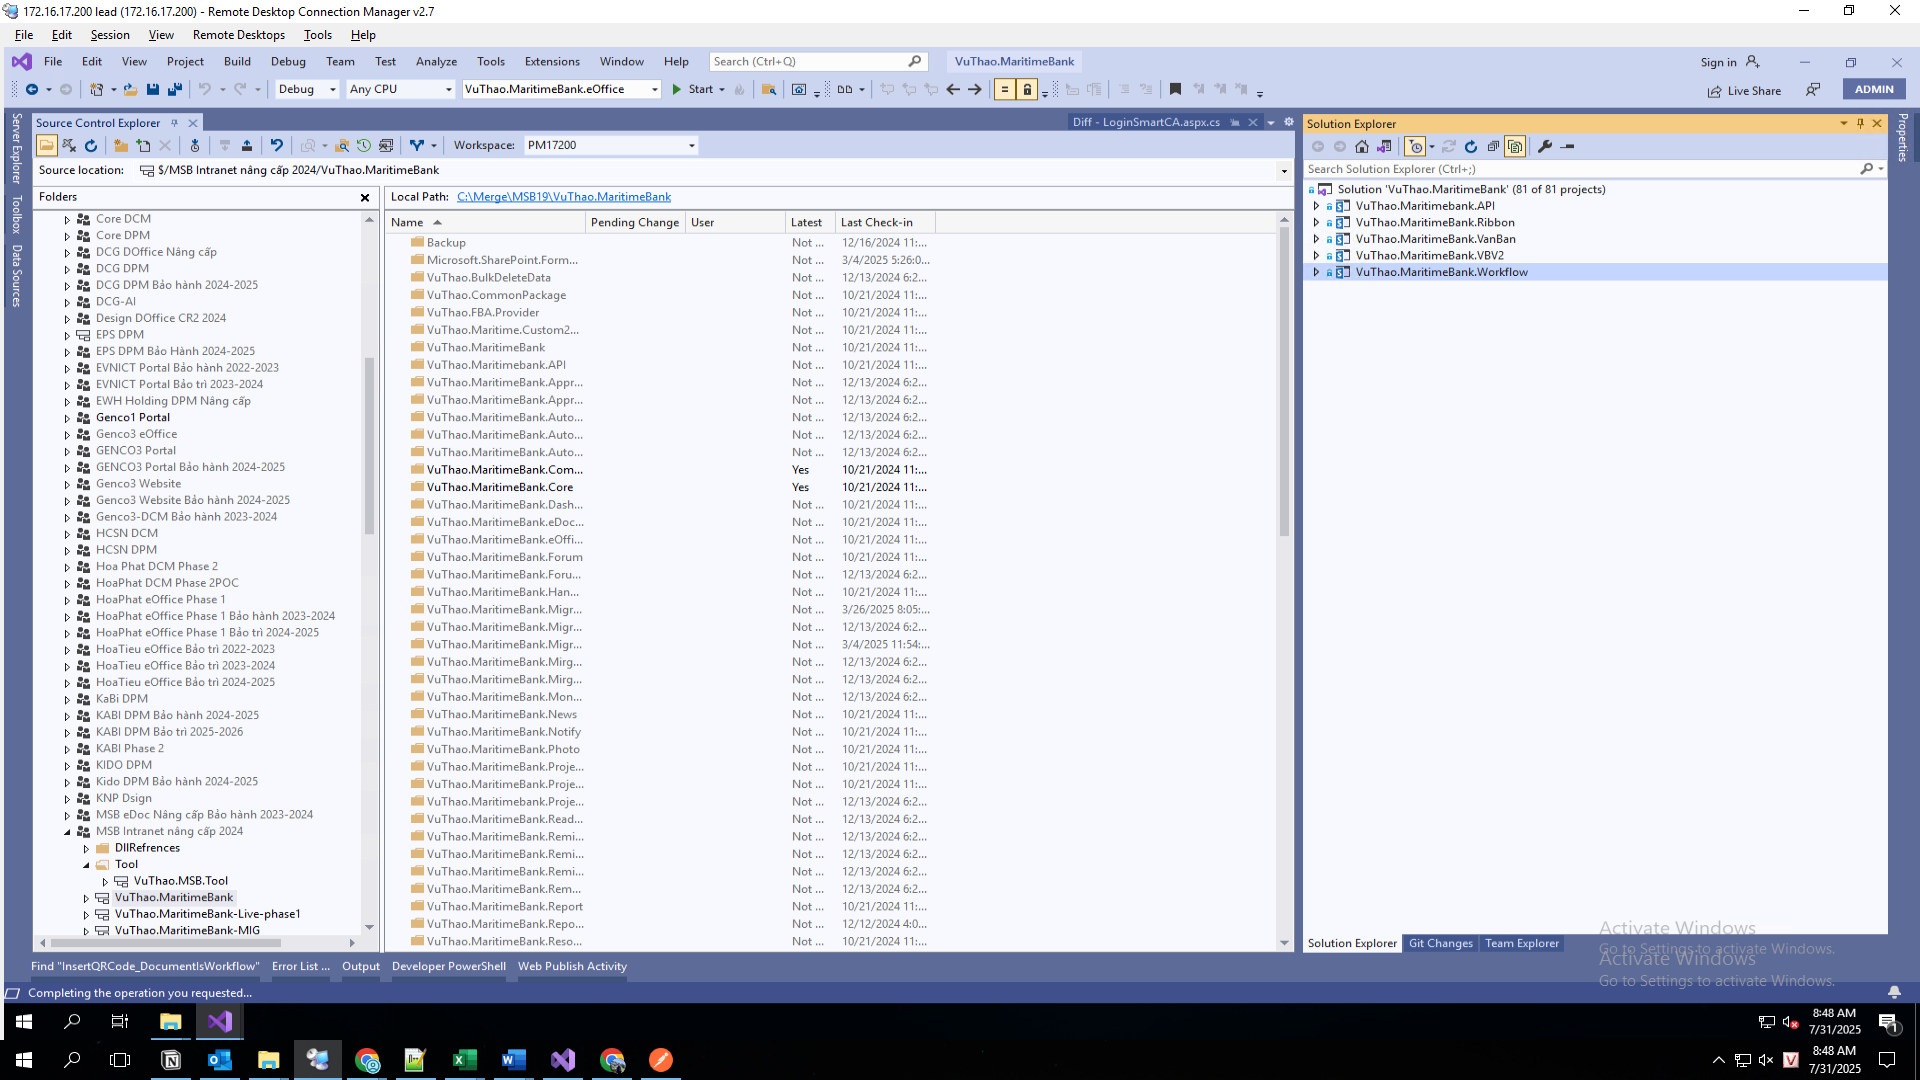 172.16.17.200 lead (172.16.17.200) - Remote Desktop Connection Manager v2.7
File Edit Session View Remote Desktops Tools Help
File Edit View Project Build Debug Team Test Analyze Tools Extensions Window Help Search (Ctrl+Q) VuThao.MaritimeBank Sign in
Debug Any CPU VuThao.MaritimeBank.eOffice Start Live Share ADMIN
Server Explorer
Toolbox
Data Sources
Source Control Explorer
Diff - LoginSmartCA.aspx.cs
Workspace: PM17200
Source location: $/MSB Intranet nâng cấp 2024/VuThao.MaritimeBank
Folders
Core DCM
Core DPM
DCG DOffice Nâng cấp
DCG DPM
DCG DPM Bảo hành 2024-2025
DCG-AI
Design DOffice CR2 2024
EPS DPM
EPS DPM Bảo Hành 2024-2025
EVNICT Portal Bảo hành 2022-2023
EVNICT Portal Bảo trì 2023-2024
EWH Holding DPM Nâng cấp
Genco1 Portal
Genco3 eOffice
GENCO3 Portal
GENCO3 Portal Bảo hành 2024-2025
Genco3 Website
Genco3 Website Bảo hành 2024-2025
Genco3-DCM Bảo hành 2023-2024
HCSN DCM
HCSN DPM
Hoa Phat DCM Phase 2
HoaPhat DCM Phase 2POC
HoaPhat eOffice Phase 1
HoaPhat eOffice Phase 1 Bảo hành 2023-2024
HoaPhat eOffice Phase 1 Bảo trì 2024-2025
HoaTieu eOffice Bảo trì 2022-2023
HoaTieu eOffice Bảo trì 2023-2024
HoaTieu eOffice Bảo trì 2024-2025
KaBi DPM
KABI DPM Bảo hành 2024-2025
KABI DPM Bảo trì 2025-2026
KABI Phase 2
KIDO DPM
Kido DPM Bảo hành 2024-2025
KNP Dsign
MSB eDoc Nâng cấp Bảo hành 2023-2024
MSB Intranet nâng cấp 2024
DllRefrences
Tool
VuThao.MSB.Tool
VuThao.MaritimeBank
VuThao.MaritimeBank-Live-phase1
VuThao.MaritimeBank-MIG
Local Path: C:\Merge\MSB19\VuThao.MaritimeBank
Name Pending Change User Latest Last Check-in
Backup Not ... 12/16/2024 11:...
Microsoft.SharePoint.Form... Not ... 3/4/2025 5:26:0...
VuThao.BulkDeleteData Not ... 12/13/2024 6:2...
VuThao.CommonPackage Not ... 10/21/2024 11:...
VuThao.FBA.Provider Not ... 10/21/2024 11:...
VuThao.Maritime.Custom2... Not ... 10/21/2024 11:...
VuThao.MaritimeBank Not ... 10/21/2024 11:...
VuThao.Maritimebank.API Not ... 10/21/2024 11:...
VuThao.MaritimeBank.Appr... Not ... 12/13/2024 6:2...
VuThao.MaritimeBank.Appr... Not ... 12/13/2024 6:2...
VuThao.MaritimeBank.Auto... Not ... 12/13/2024 6:2...
VuThao.MaritimeBank.Auto... Not ... 12/13/2024 6:2...
VuThao.MaritimeBank.Auto... Not ... 12/13/2024 6:2...
VuThao.MaritimeBank.Com... Yes 10/21/2024 11:...
VuThao.MaritimeBank.Core Yes 10/21/2024 11:...
VuThao.MaritimeBank.Dash... Not ... 10/21/2024 11:...
VuThao.MaritimeBank.eDoc... Not ... 10/21/2024 11:...
VuThao.MaritimeBank.eOffi... Not ... 10/21/2024 11:...
VuThao.MaritimeBank.Forum Not ... 10/21/2024 11:...
VuThao.MaritimeBank.Foru... Not ... 12/13/2024 6:2...
VuThao.MaritimeBank.Han... Not ... 10/21/2024 11:...
VuThao.MaritimeBank.Migr... Not ... 3/26/2025 8:05:...
VuThao.MaritimeBank.Migr... Not ... 12/13/2024 6:2...
VuThao.MaritimeBank.Migr... Not ... 3/4/2025 11:54:...
VuThao.MaritimeBank.Mirg... Not ... 12/13/2024 6:2...
VuThao.MaritimeBank.Mirg... Not ... 12/13/2024 6:2...
VuThao.MaritimeBank.Mon... Not ... 12/13/2024 6:2...
VuThao.MaritimeBank.News Not ... 10/21/2024 11:...
VuThao.MaritimeBank.Notify Not ... 10/21/2024 11:...
VuThao.MaritimeBank.Photo Not ... 10/21/2024 11:...
VuThao.MaritimeBank.Proje... Not ... 10/21/2024 11:...
VuThao.MaritimeBank.Proje... Not ... 10/21/2024 11:...
VuThao.MaritimeBank.Proje... Not ... 12/13/2024 6:2...
VuThao.MaritimeBank.Read... Not ... 10/21/2024 11:...
VuThao.MaritimeBank.Remi... Not ... 12/13/2024 6:2...
VuThao.MaritimeBank.Remi... Not ... 12/13/2024 6:2...
VuThao.MaritimeBank.Remi... Not ... 12/13/2024 6:2...
VuThao.MaritimeBank.Rem... Not ... 12/13/2024 6:2...
VuThao.MaritimeBank.Report Not ... 10/21/2024 11:...
VuThao.MaritimeBank.Repo... Not ... 12/12/2024 4:0...
VuThao.MaritimeBank.Reso... Not ... 10/21/2024 11:...
Solution Explorer
Search Solution Explorer (Ctrl+;)
Solution 'VuThao.MaritimeBank' (81 of 81 projects)
VuThao.Maritimebank.API
VuThao.MaritimeBank.Ribbon
VuThao.MaritimeBank.VanBan
VuThao.MaritimeBank.VBV2
VuThao.MaritimeBank.Workflow
Properties
Solution Explorer Git Changes Team Explorer
Activate Windows
Go to Settings to activate Windows.
Activate Windows
Go to Settings to activate Windows.
Find "InsertQRCode_DocumentIsWorkflow" Error List ... Output Developer PowerShell Web Publish Activity
Completing the operation you requested...
8:48 AM
7/31/2025
1
8:48 AM
7/31/2025